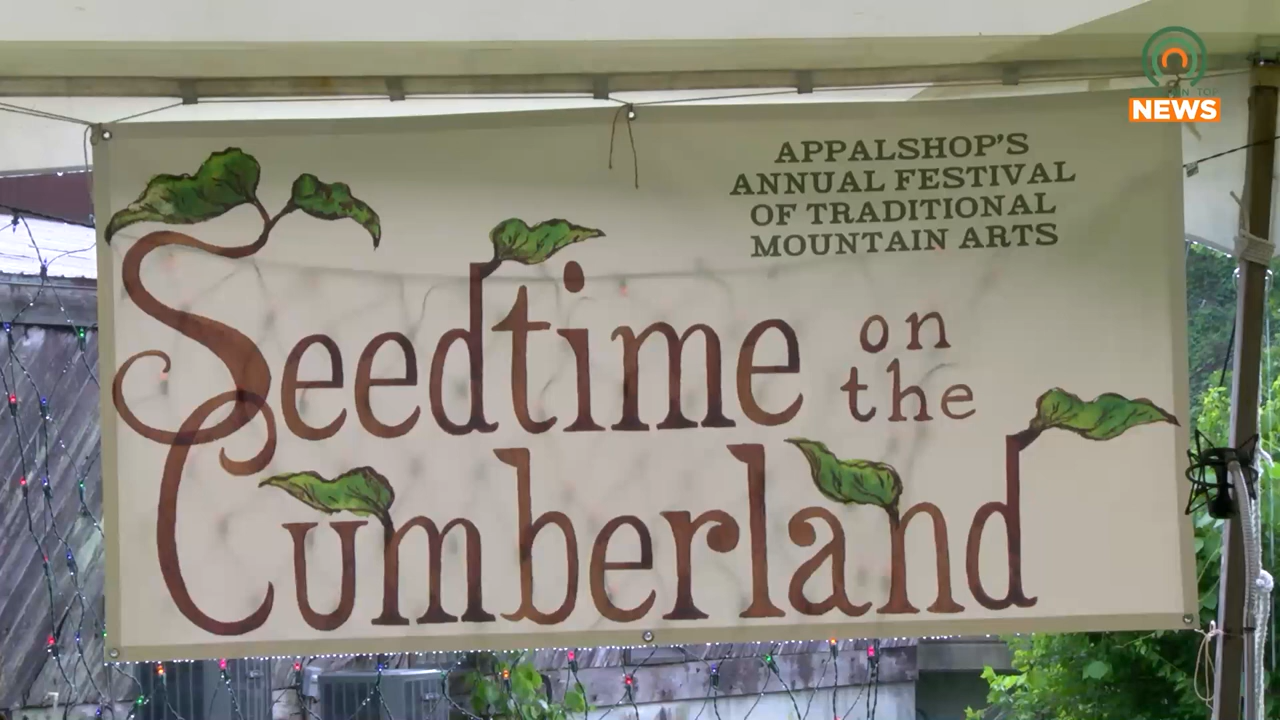 APPALSHOP'S
ANNUAL FESTIVAL
OF TRADITIONAL
MOUNTAIN ARTS
Seedtime on
the
Cumberland
NEWS